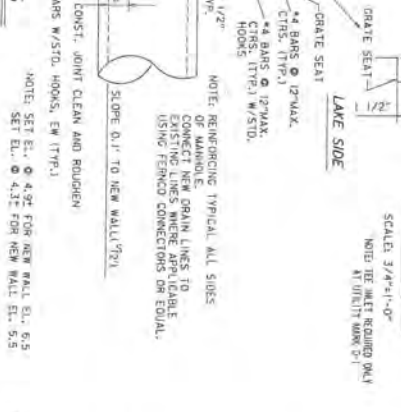 GRATE SEAT
1 1/2"
LAKE SIDE
SCALE: 3/4"=1'-0"
NOTE: TEE INLET REQUIRED ONLY
AT UTILITY MARK D-1
GRATE SEAT
*4 BARS @ 12"MAX.
CTRS. (TYP.)
*4 BARS @ 12"MAX.
CTRS. (TYP.) W/STD.
HOOKS
1/2"
TYP.
NOTE: REINFORCING TYPICAL ALL SIDES
OF MANHOLE.
CONNECT NEW DRAIN LINES TO
EXISTING LINES WHERE APPLICABLE
USING FERNCO CONNECTORS OR EQUAL.
SLOPE 0.1' TO NEW WALL
CONST. JOINT CLEAN AND ROUGHEN
BARS W/STD. HOOKS, EW (TYP.)
NOTE: SET EL. @ 4.9± FOR NEW WALL EL. 6.5
SET EL. @ 4.3± FOR NEW WALL EL. 5.5